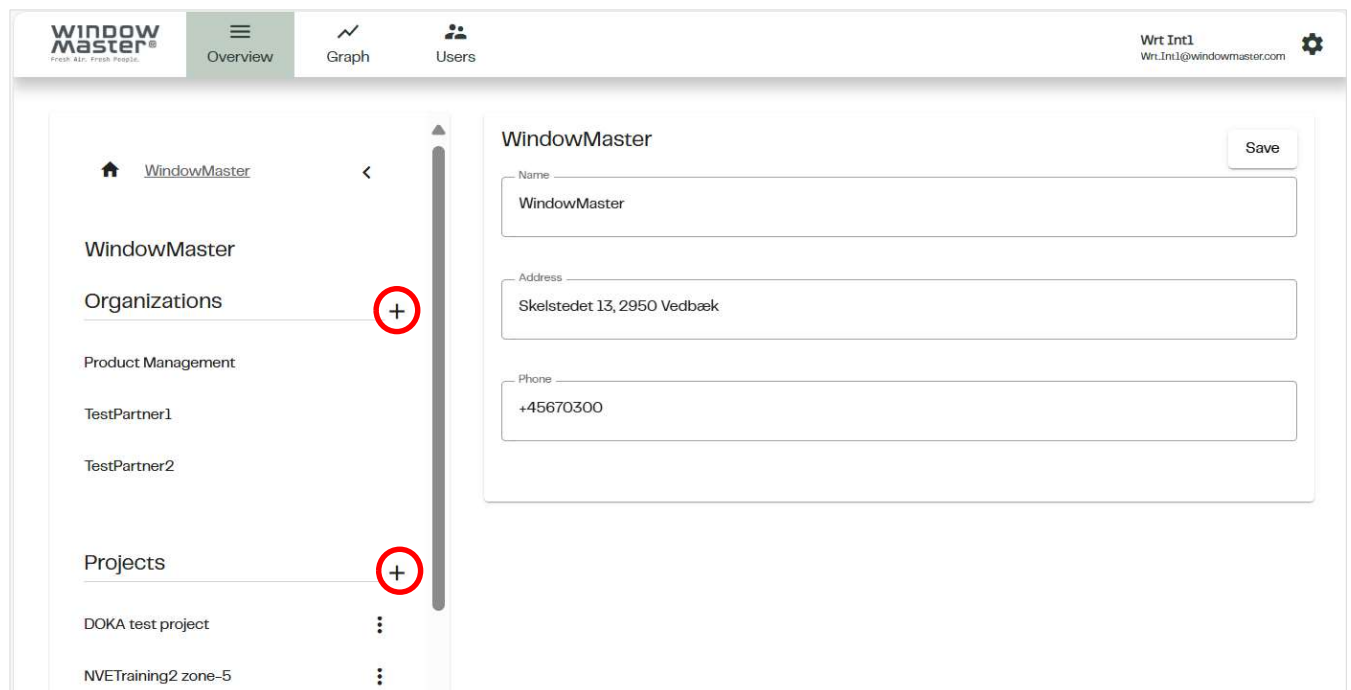 WINDOW
Master®
Fresh Air. Fresh People.
Overview
Graph
Users
Wrt Int1
Wrt.Int1@windowmaster.com
WindowMaster
WindowMaster
Organizations
Product Management
TestPartner1
TestPartner2
Projects
DOKA test project
NVETraining2 zone-5
WindowMaster
Save
Name
WindowMaster
Address
Skelstedet 13, 2950 Vedbæk
Phone
+45670300